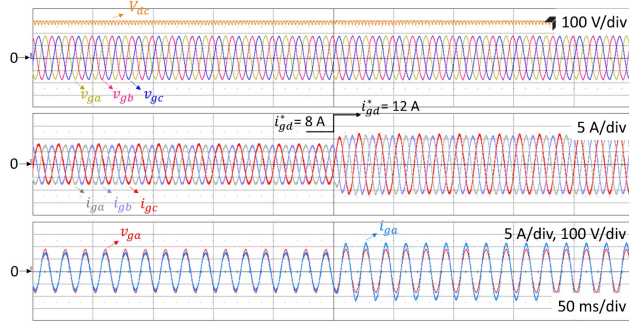 V_dc
100 V/div
0
v_ga v_gb v_gc
i*_gd = 8 A
i*_gd = 12 A
5 A/div
0
i_ga i_gb i_gc
v_ga
i_ga
5 A/div, 100 V/div
0
50 ms/div